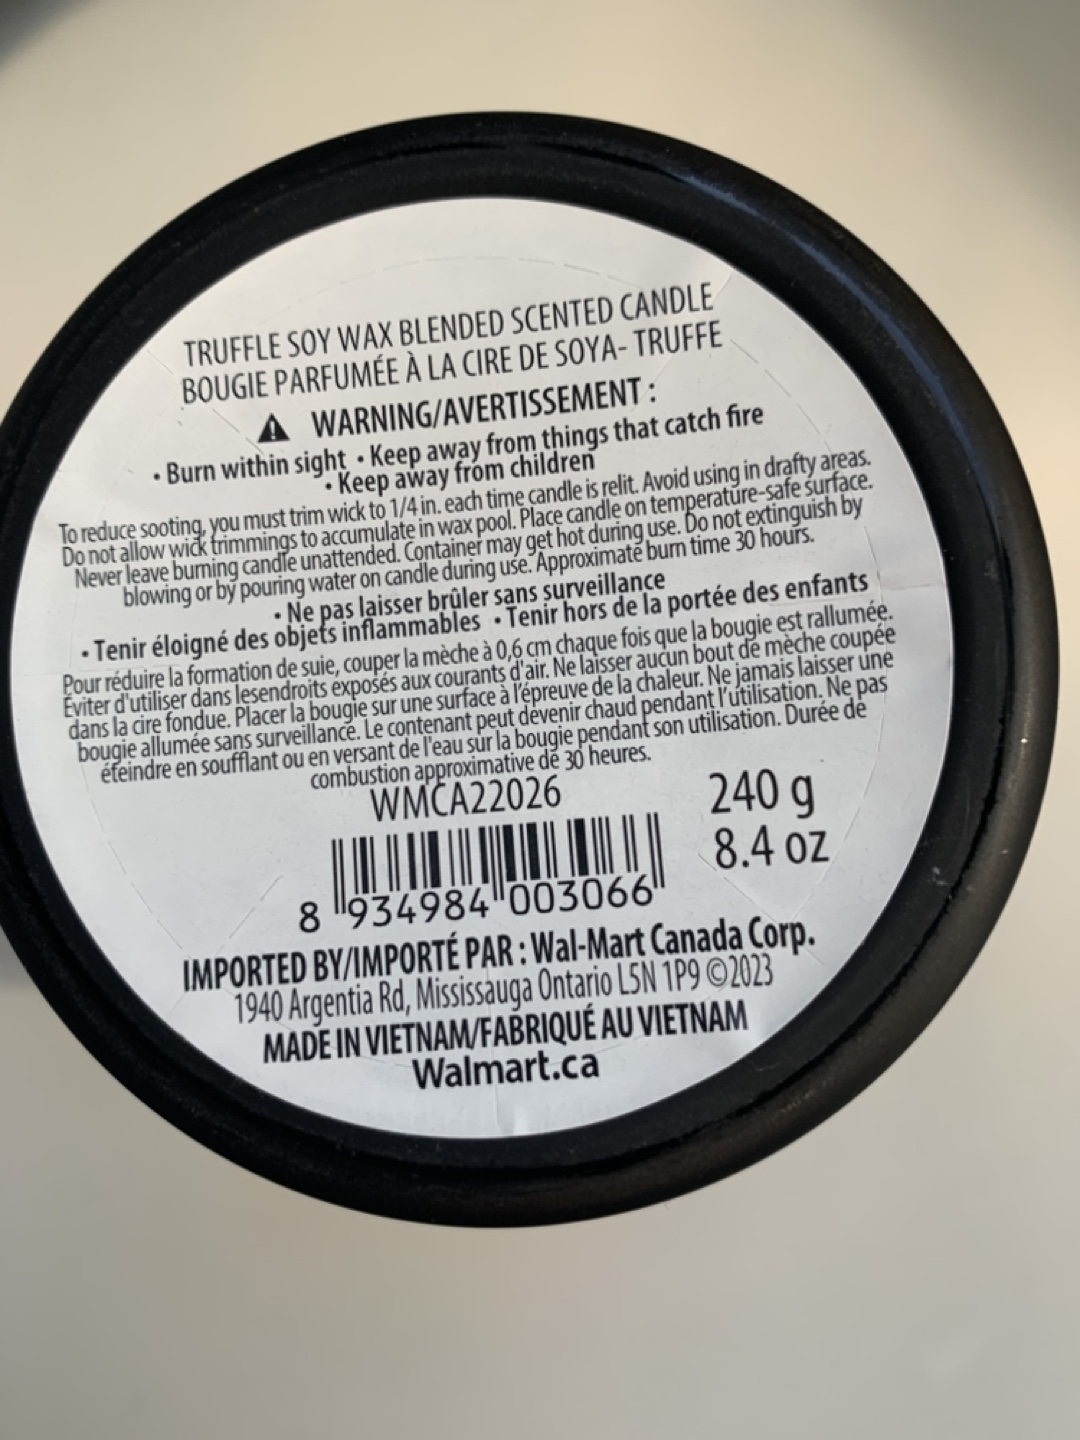 TRUFFLE SOY WAX BLENDED SCENTED CANDLE
BOUGIE PARFUMÉE À LA CIRE DE SOYA- TRUFFE
WARNING/AVERTISSEMENT :
• Burn within sight • Keep away from things that catch fire
• Keep away from children
To reduce sooting, you must trim wick to 1/4 in. each time candle is relit. Avoid using in drafty areas.
Do not allow wick trimmings to accumulate in wax pool. Place candle on temperature-safe surface.
Never leave burning candle unattended. Container may get hot during use. Do not extinguish by
blowing or by pouring water on candle during use. Approximate burn time 30 hours.
• Ne pas laisser brûler sans surveillance
• Tenir éloigné des objets inflammables • Tenir hors de la portée des enfants
Pour réduire la formation de suie, couper la mèche à 0,6 cm chaque fois que la bougie est rallumée.
Éviter d'utiliser dans lesendroits exposés aux courants d'air. Ne laisser aucun bout de mèche coupée
dans la cire fondue. Placer la bougie sur une surface à l'épreuve de la chaleur. Ne jamais laisser une
bougie allumée sans surveillance. Le contenant peut devenir chaud pendant l'utilisation. Ne pas
éteindre en soufflant ou en versant de l'eau sur la bougie pendant son utilisation. Durée de
combustion approximative de 30 heures.
WMCA22026
240 g
8.4 oz
8 934984 003066
IMPORTED BY/IMPORTÉ PAR : Wal-Mart Canada Corp.
1940 Argentia Rd, Mississauga Ontario L5N 1P9 ©2023
MADE IN VIETNAM/FABRIQUÉ AU VIETNAM
Walmart.ca